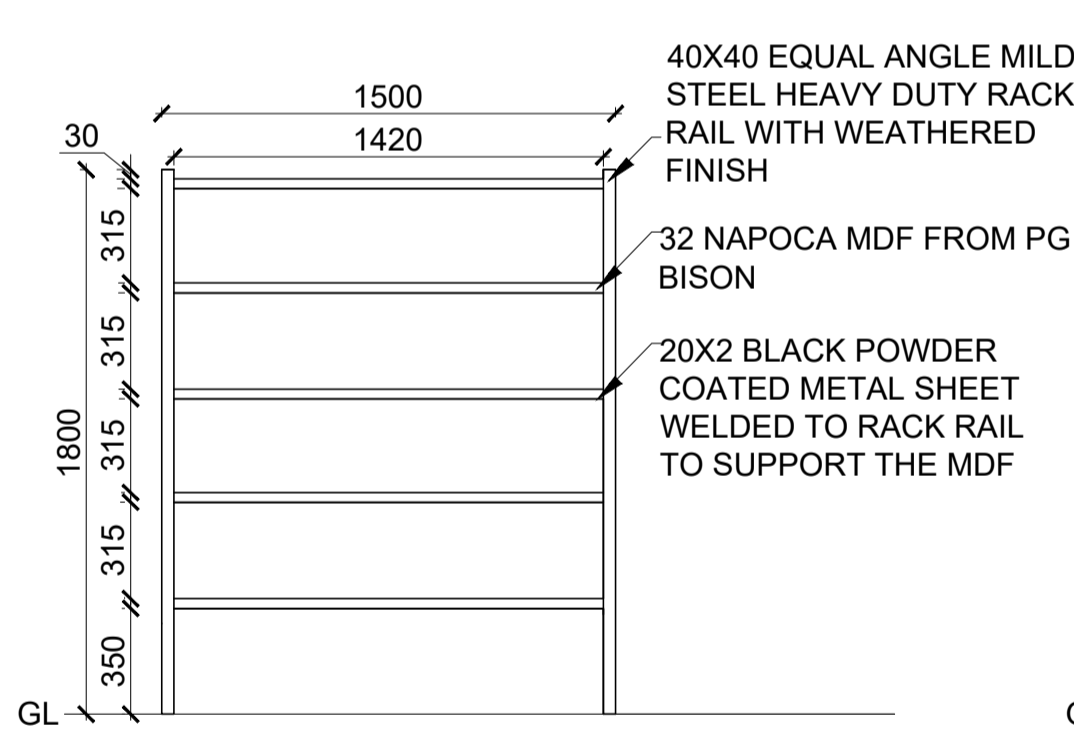 40X40 EQUAL ANGLE MILD
STEEL HEAVY DUTY RACK
RAIL WITH WEATHERED
FINISH
1500
1420
30
315
32 NAPOCA MDF FROM PG
BISON
315
20X2 BLACK POWDER
COATED METAL SHEET
WELDED TO RACK RAIL
TO SUPPORT THE MDF
1800
315
315
350
GL